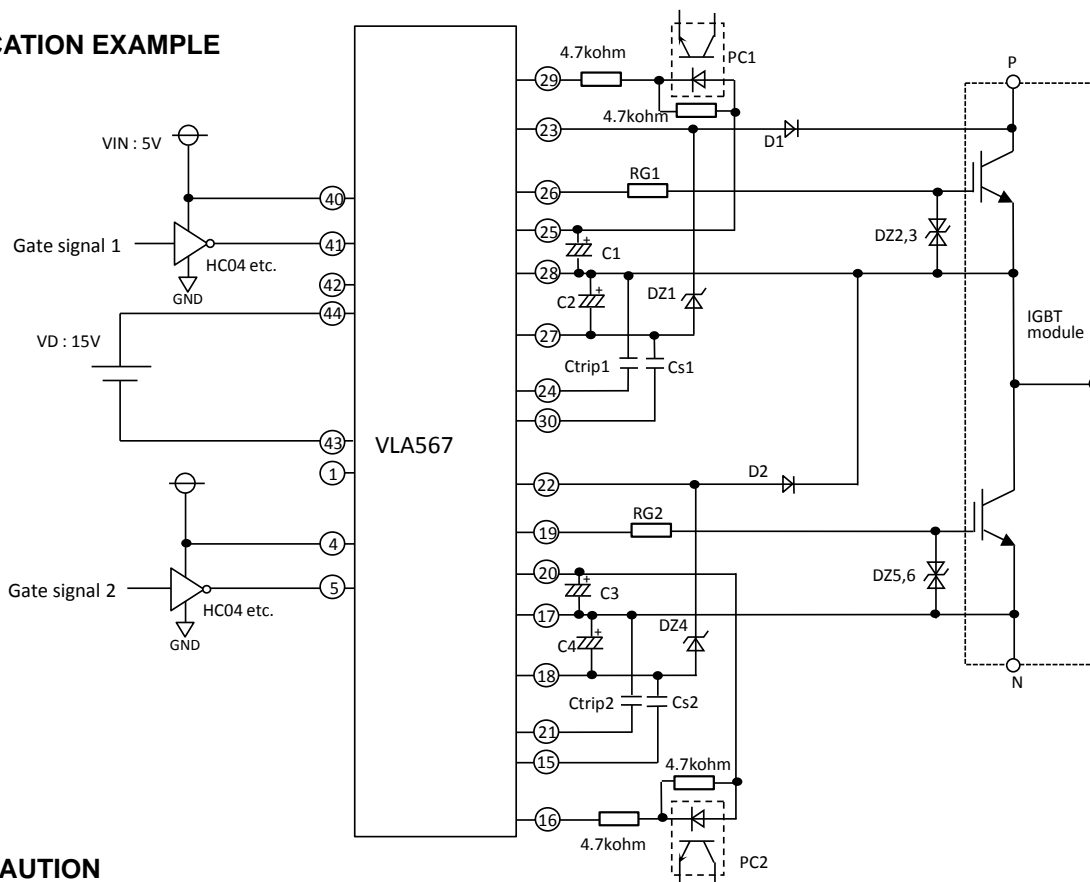 CATION EXAMPLE
4.7kohm
PC1
29
P
4.7kohm
23
D1
VIN : 5V
RG1
26
40
25
DZ2,3
Gate signal 1
41
C1
HC04 etc.
28
42
C2
DZ1
GND
44
IGBT
module
27
VD : 15V
Ctrip1
Cs1
24
30
43
VLA567
1
22
D2
RG2
19
4
20
DZ5,6
Gate signal 2
5
C3
HC04 etc.
17
DZ4
GND
C4
18
N
Ctrip2
Cs2
21
15
4.7kohm
16
4.7kohm
PC2
AUTION